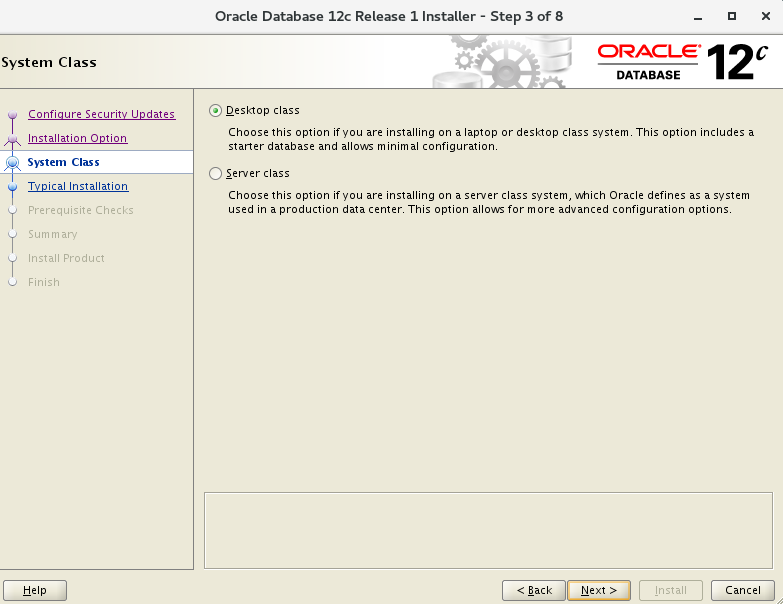 Oracle Database 12c Release 1 Installer - Step 3 of 8
System Class
ORACLE
DATABASE
12c
Configure Security Updates
Installation Option
System Class
Typical Installation
Prerequisite Checks
Summary
Install Product
Finish
Desktop class
Choose this option if you are installing on a laptop or desktop class system. This option includes a
starter database and allows minimal configuration.
Server class
Choose this option if you are installing on a server class system, which Oracle defines as a system
used in a production data center. This option allows for more advanced configuration options.
Help
< Back
Next >
Install
Cancel